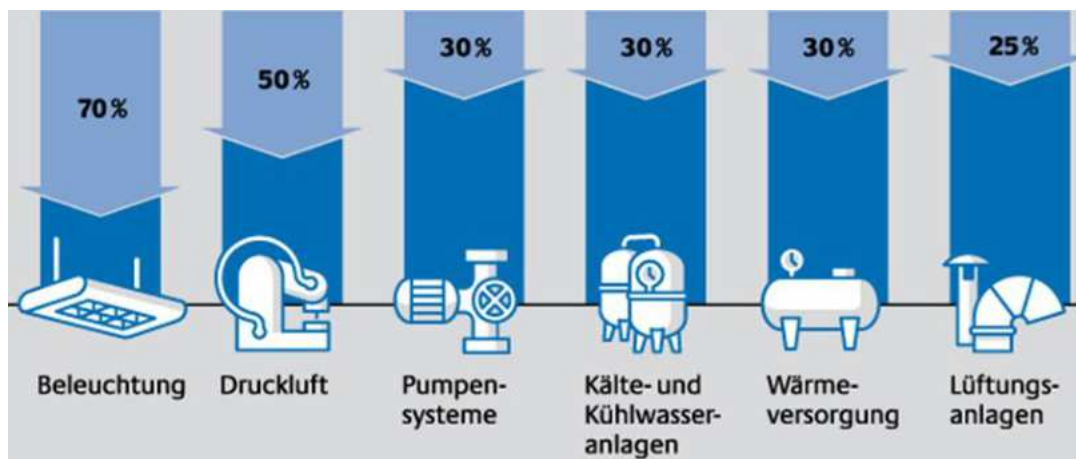 70%
50%
30%
30%
30%
25%
Beleuchtung
Druckluft
Pumpen-
systeme
Kälte- und
Kühlwasser-
anlagen
Wärme-
versorgung
Lüftungs-
anlagen